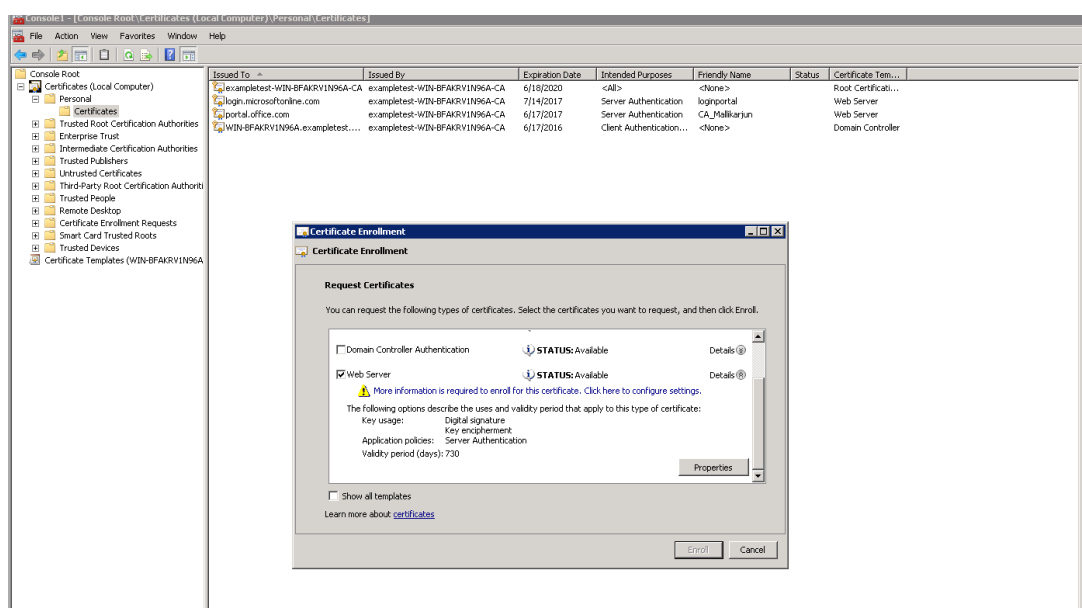 Console1 - [Console Root\Certificates (Local Computer)\Personal\Certificates]
File Action View Favorites Window Help
Console Root
Certificates (Local Computer)
Personal
Certificates
Trusted Root Certification Authorities
Enterprise Trust
Intermediate Certification Authorities
Trusted Publishers
Untrusted Certificates
Third-Party Root Certification Authoriti
Trusted People
Remote Desktop
Certificate Enrollment Requests
Smart Card Trusted Roots
Trusted Devices
Certificate Templates (WIN-BFAKRV1N96A
Issued To Issued By Expiration Date Intended Purposes Friendly Name Status Certificate Tem...
exampletest-WIN-BFAKRV1N96A-CA exampletest-WIN-BFAKRV1N96A-CA 6/18/2020 <All> <None> Root Certificati...
login.microsoftonline.com exampletest-WIN-BFAKRV1N96A-CA 7/14/2017 Server Authentication loginportal Web Server
portal.office.com exampletest-WIN-BFAKRV1N96A-CA 6/17/2017 Server Authentication CA_Mallikarjun Web Server
WIN-BFAKRV1N96A.exampletest.... exampletest-WIN-BFAKRV1N96A-CA 6/17/2016 Client Authentication... <None> Domain Controller
Certificate Enrollment
Certificate Enrollment
Request Certificates
You can request the following types of certificates. Select the certificates you want to request, and then click Enroll.
Domain Controller Authentication STATUS: Available Details
Web Server STATUS: Available Details
More information is required to enroll for this certificate. Click here to configure settings.
The following options describe the uses and validity period that apply to this type of certificate:
Key usage: Digital signature
Key encipherment
Application policies: Server Authentication
Validity period (days): 730
Properties
Show all templates
Learn more about certificates
Enroll Cancel